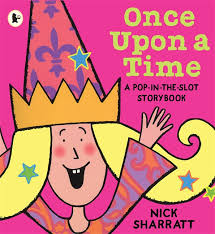 Once
Upon a
Time
A POP-IN-THE-SLOT
STORYBOOK
NICK
SHARRATT